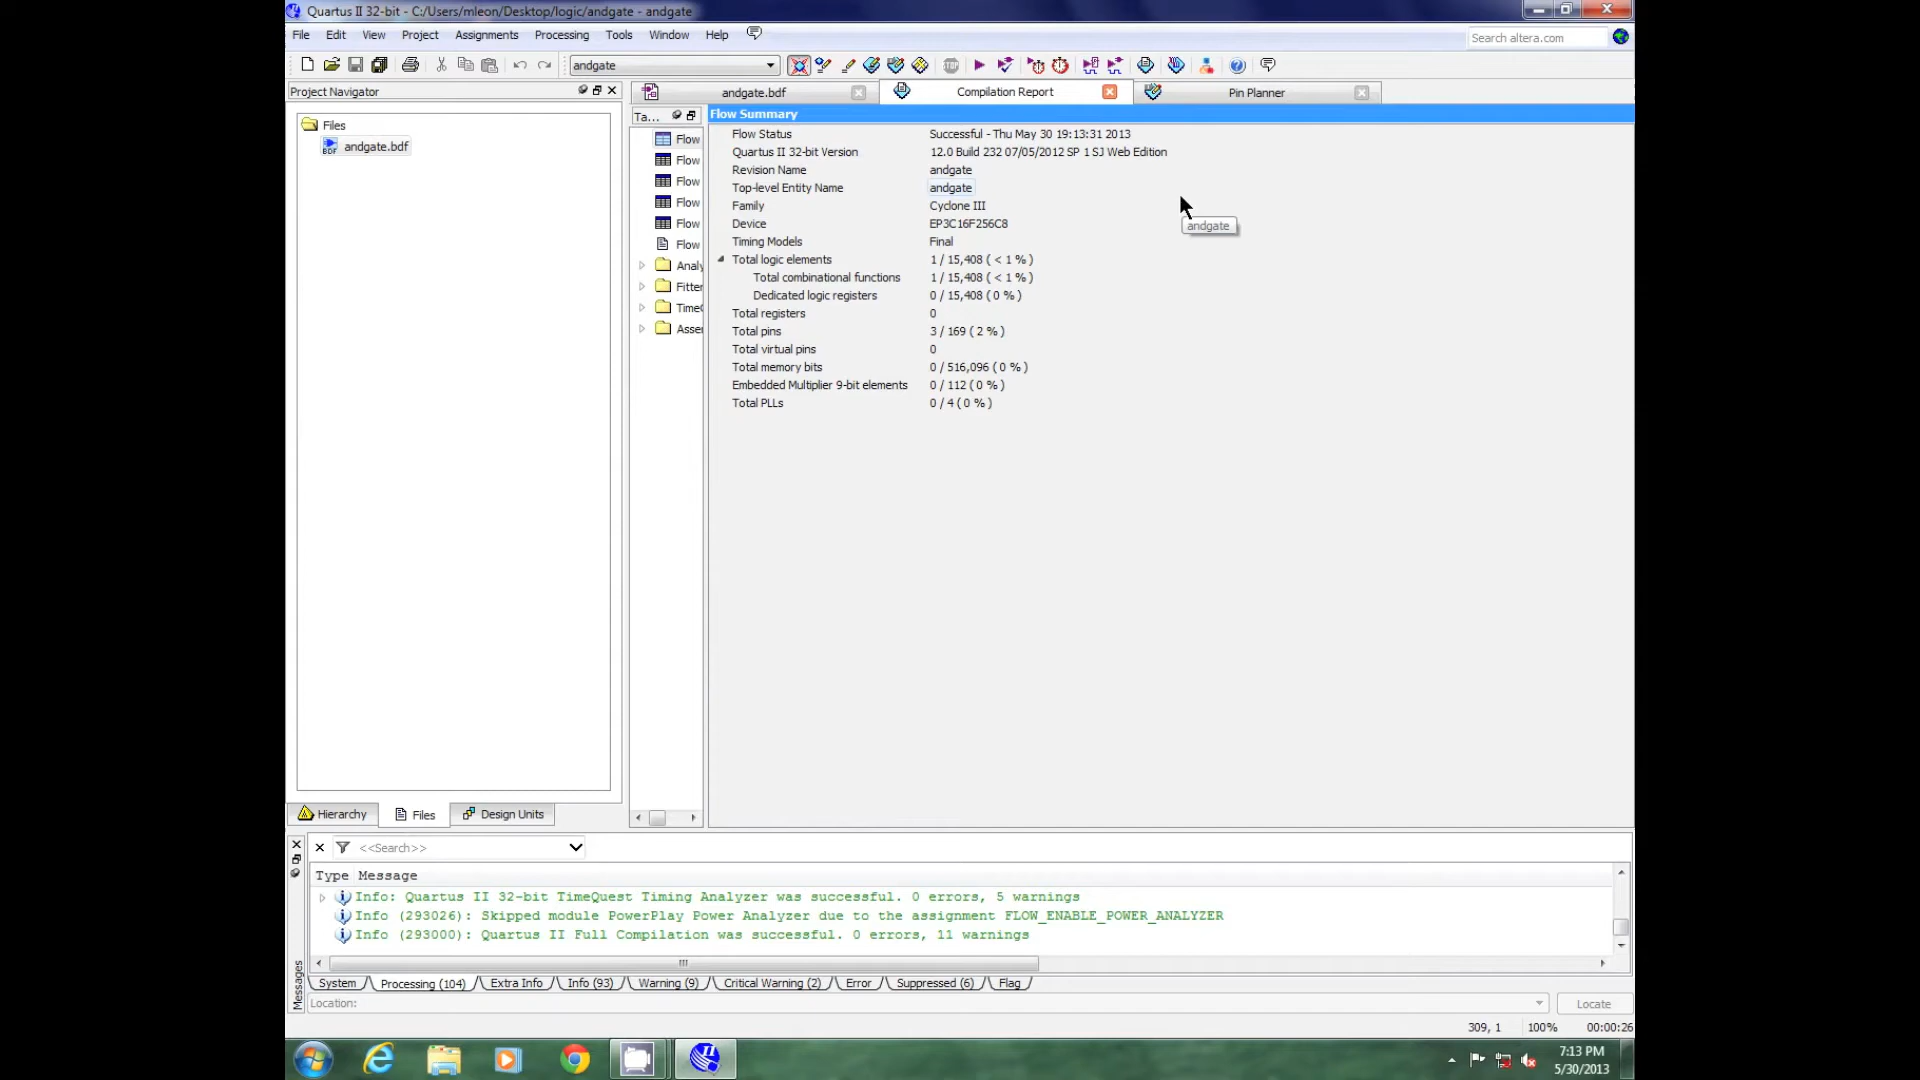 Quartus II 32-bit - C:/Users/mleon/Desktop/logic/andgate - andgate
File Edit View Project Assignments Processing Tools Window Help
Search altera.com
andgate
Project Navigator
andgate.bdf
Compilation Report
Pin Planner
Files
andgate.bdf
Ta...
Flow
Flow
Flow
Flow
Flow
Flow
Analy
Fitter
Time
Asser
Flow Summary
Flow Status Successful - Thu May 30 19:13:31 2013
Quartus II 32-bit Version 12.0 Build 232 07/05/2012 SP 1 SJ Web Edition
Revision Name andgate
Top-level Entity Name andgate
Family Cyclone III
Device EP3C16F256C8
Timing Models Final
Total logic elements 1 / 15,408 ( < 1 % )
Total combinational functions 1 / 15,408 ( < 1 % )
Dedicated logic registers 0 / 15,408 ( 0 % )
Total registers 0
Total pins 3 / 169 ( 2 % )
Total virtual pins 0
Total memory bits 0 / 516,096 ( 0 % )
Embedded Multiplier 9-bit elements 0 / 112 ( 0 % )
Total PLLs 0 / 4 ( 0 % )
andgate
Hierarchy Files Design Units
<<Search>>
Type Message
Info: Quartus II 32-bit TimeQuest Timing Analyzer was successful. 0 errors, 5 warnings
Info (293026): Skipped module PowerPlay Power Analyzer due to the assignment FLOW_ENABLE_POWER_ANALYZER
Info (293000): Quartus II Full Compilation was successful. 0 errors, 11 warnings
Messages
System Processing (104) Extra Info Info (93) Warning (9) Critical Warning (2) Error Suppressed (6) Flag
Location:
Locate
309, 1 100% 00:00:26
7:13 PM
5/30/2013